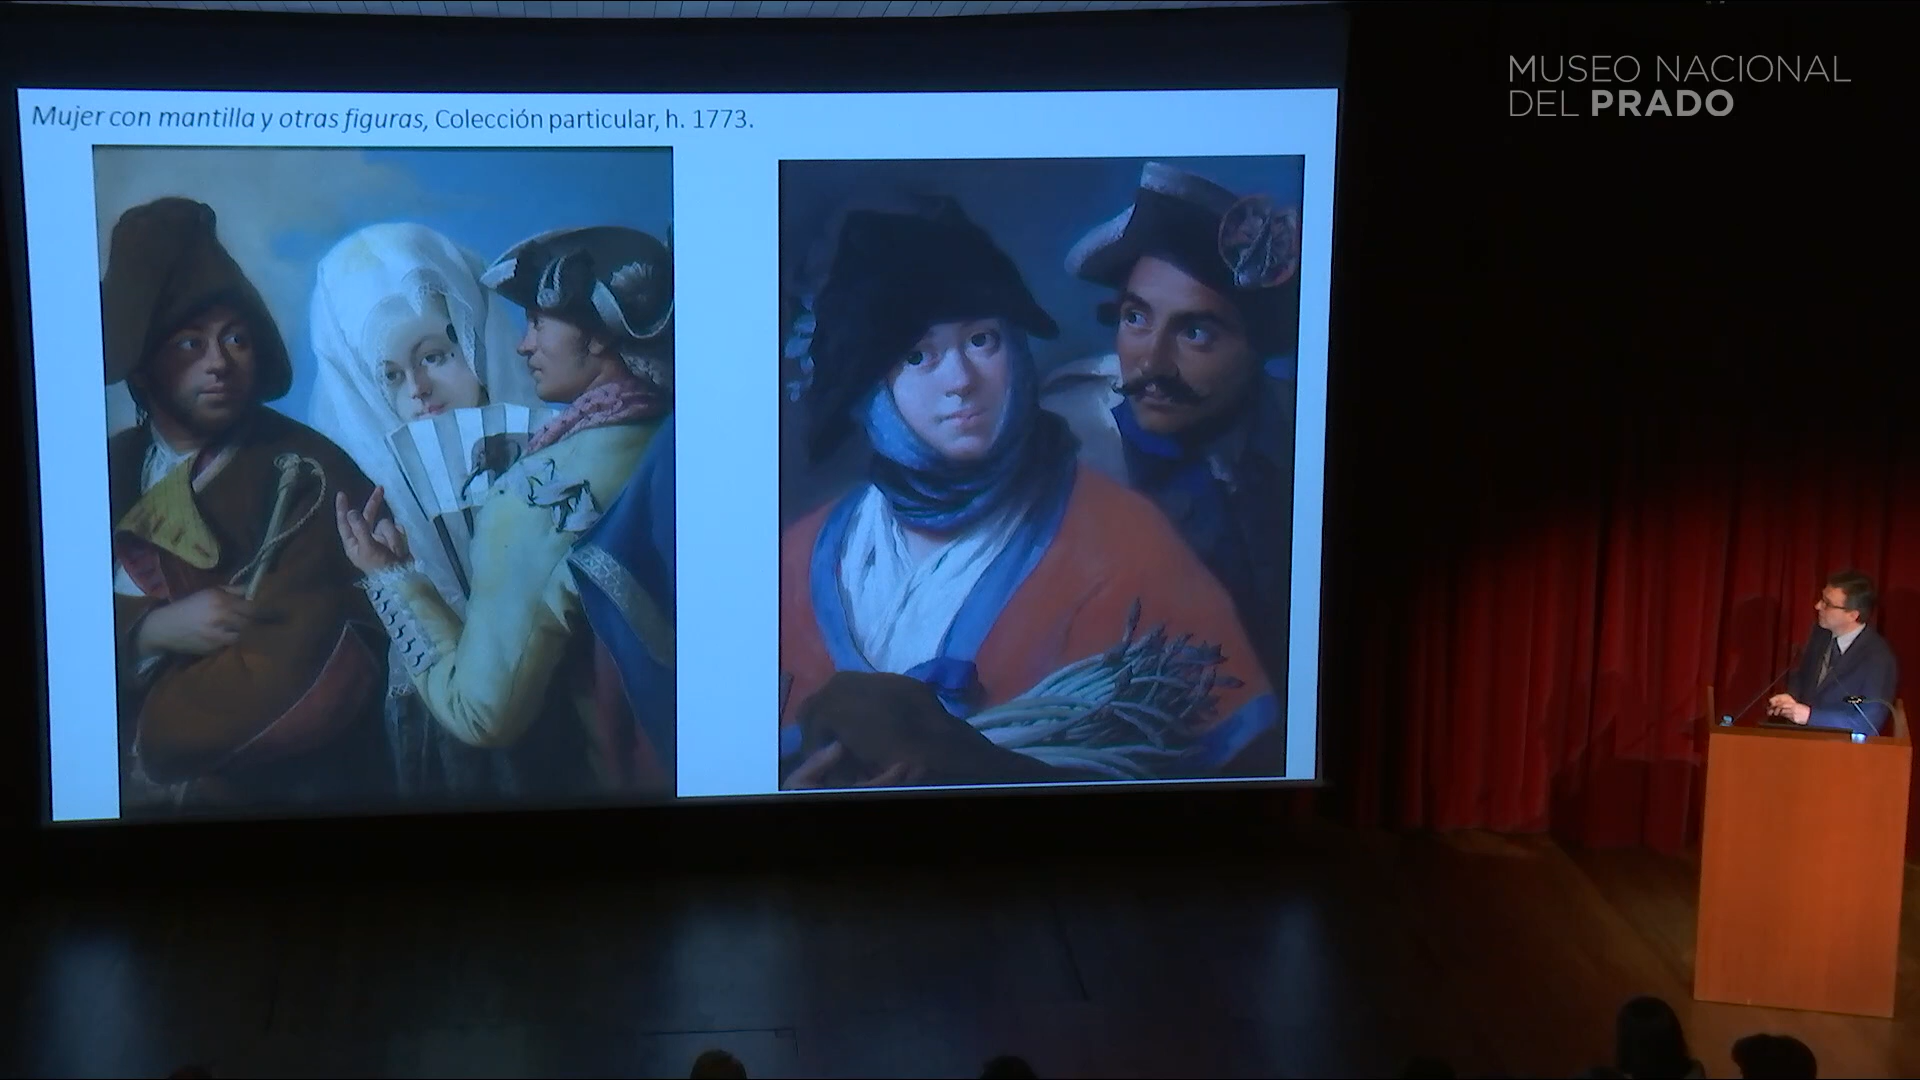 Mujer con mantilla y otras figuras, Colección particular, h. 1773.
MUSEO NACIONAL
DEL PRADO